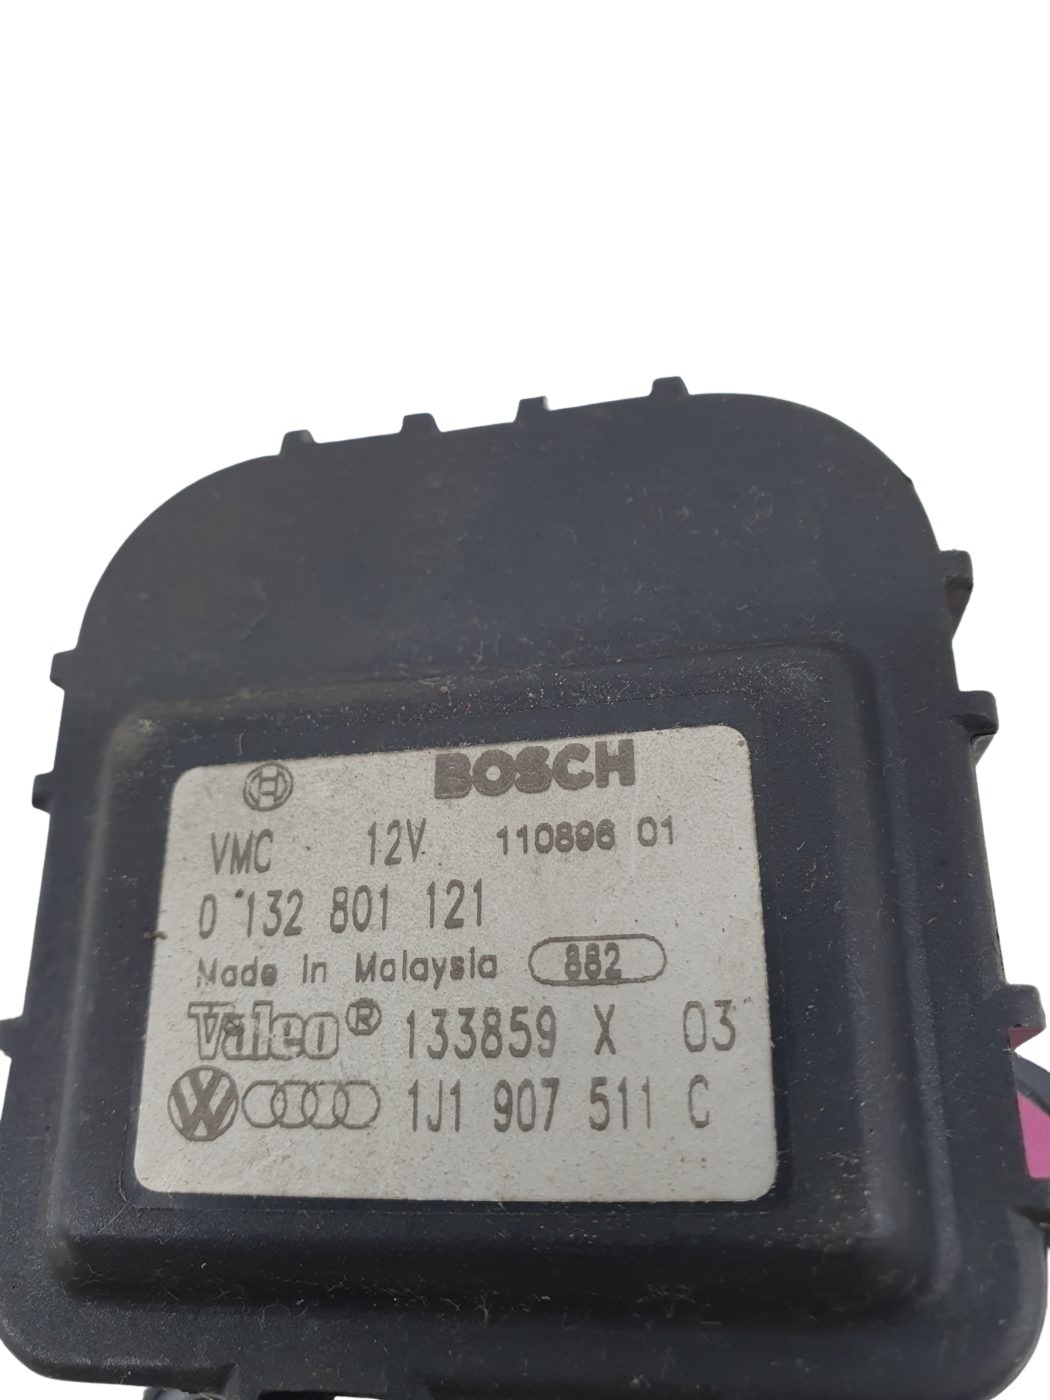 BOSCH
VMC 12V 110896 01
0 132 801 121
Made In Malaysia 882
Valeo® 133859 X 03
1J1 907 511 C